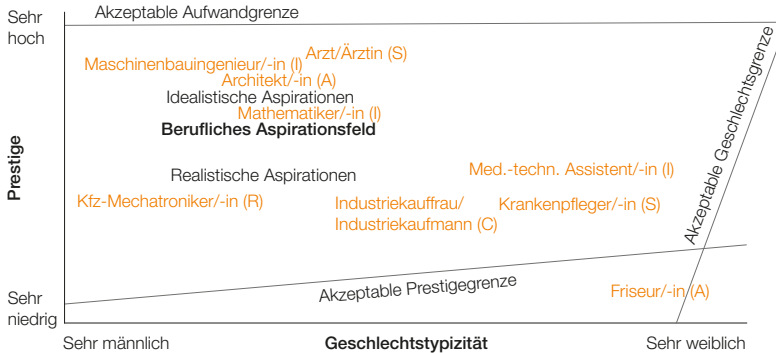 Sehr
hoch
Akzeptable Aufwandgrenze
Arzt/Ärztin (S)
Maschinenbauingenieur/-in (I)
Architekt/-in (A)
Idealistische Aspirationen
Mathematiker/-in (I)
Berufliches Aspirationsfeld
Prestige
Akzeptable Geschlechtsgrenze
Realistische Aspirationen
Med.-techn. Assistent/-in (I)
Kfz-Mechatroniker/-in (R)
Industriekauffrau/
Industriekaufmann (C)
Krankenpfleger/-in (S)
Akzeptable Prestigegrenze
Friseur/-in (A)
Sehr
niedrig
Sehr männlich
Geschlechtstypizität
Sehr weiblich